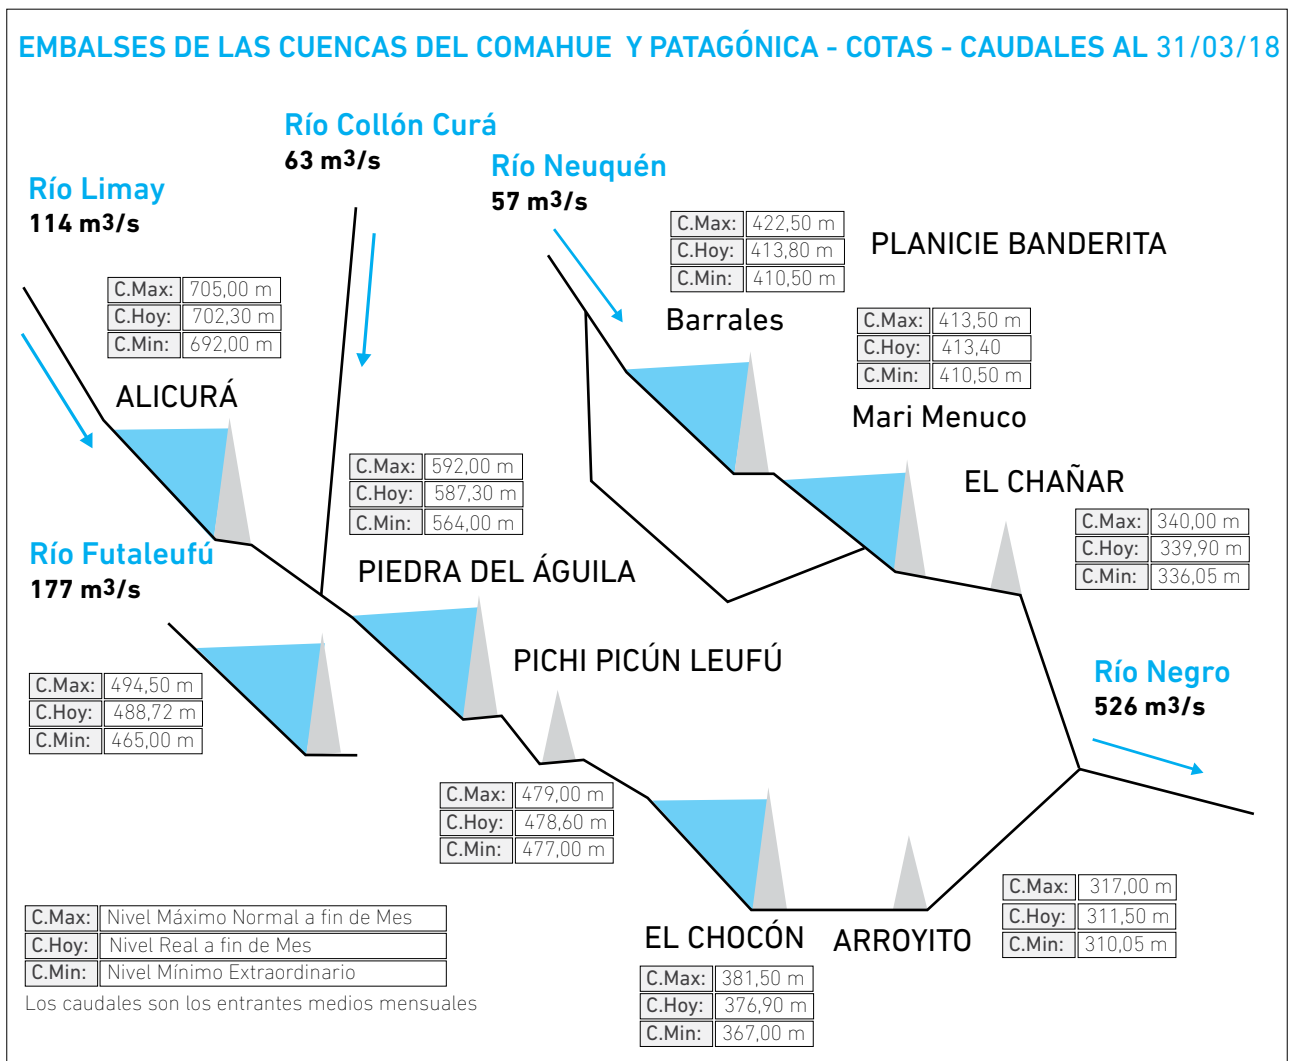 EMBALSES DE LAS CUENCAS DEL COMAHUE Y PATAGÓNICA - COTAS - CAUDALES AL 31/03/18
Río Collón Curá
63 m3/s
Río Neuquén
57 m3/s
Río Limay
114 m3/s
C.Max: 422,50 m
C.Hoy: 413,80 m
C.Min: 410,50 m
PLANICIE BANDERITA
Barrales
C.Max: 705,00 m
C.Hoy: 702,30 m
C.Min: 692,00 m
ALICURÁ
C.Max: 413,50 m
C.Hoy: 413,40
C.Min: 410,50 m
Mari Menuco
C.Max: 592,00 m
C.Hoy: 587,30 m
C.Min: 564,00 m
PIEDRA DEL ÁGUILA
EL CHAÑAR
C.Max: 340,00 m
C.Hoy: 339,90 m
C.Min: 336,05 m
Río Futaleufú
177 m3/s
C.Max: 494,50 m
C.Hoy: 488,72 m
C.Min: 465,00 m
PICHI PICÚN LEUFÚ
C.Max: 479,00 m
C.Hoy: 478,60 m
C.Min: 477,00 m
Río Negro
526 m3/s
EL CHOCÓN
C.Max: 381,50 m
C.Hoy: 376,90 m
C.Min: 367,00 m
ARROYITO
C.Max: 317,00 m
C.Hoy: 311,50 m
C.Min: 310,05 m
C.Max: Nivel Máximo Normal a fin de Mes
C.Hoy: Nivel Real a fin de Mes
C.Min: Nivel Mínimo Extraordinario
Los caudales son los entrantes medios mensuales